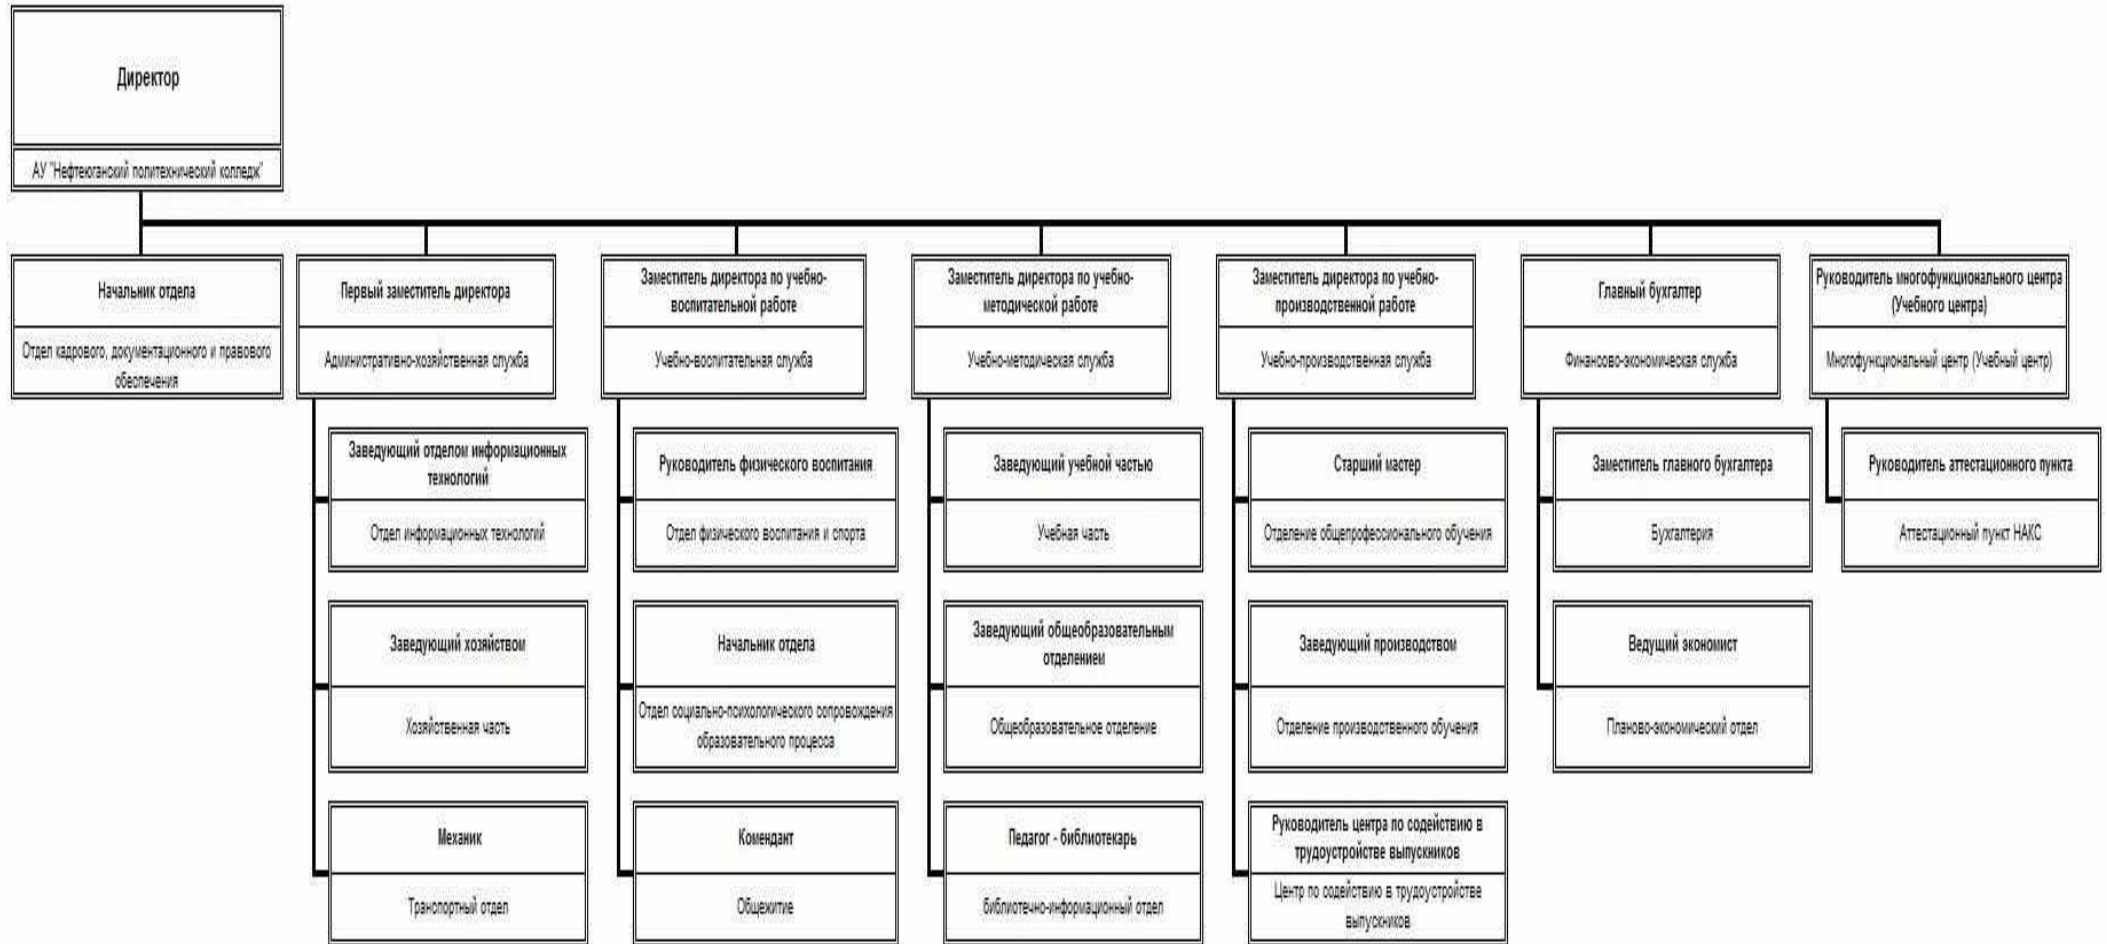 Директор
АУ "Нефтеюганский политехнический колледж"
Начальник отдела
Отдел кадрового, документационного и правового
обеспечения
Первый заместитель директора
Административно-хозяйственная служба
Заместитель директора по учебно-
воспитательной работе
Учебно-воспитательная служба
Заместитель директора по учебно-
методической работе
Учебно-методическая служба
Заместитель директора по учебно-
производственной работе
Учебно-производственная служба
Главный бухгалтер
Финансово-экономическая служба
Руководитель многофункционального центра
(Учебного центра)
Многофункциональный центр (Учебный центр)
Заведующий отделом информационных
технологий
Отдел информационных технологий
Руководитель физического воспитания
Отдел физического воспитания и спорта
Заведующий учебной частью
Учебная часть
Старший мастер
Отделение общепрофессионального обучения
Заместитель главного бухгалтера
Бухгалтерия
Руководитель аттестационного пункта
Аттестационный пункт НАКС
Заведующий хозяйством
Хозяйственная часть
Начальник отдела
Отдел социально-психологического сопровождения
образовательного процесса
Заведующий общеобразовательным
отделением
Общеобразовательное отделение
Заведующий производством
Отделение производственного обучения
Ведущий экономист
Планово-экономический отдел
Механик
Транспортный отдел
Комендант
Общежитие
Педагог - библиотекарь
библиотечно-информационный отдел
Руководитель центра по содействию в
трудоустройстве выпускников
Центр по содействию в трудоустройстве
выпускников